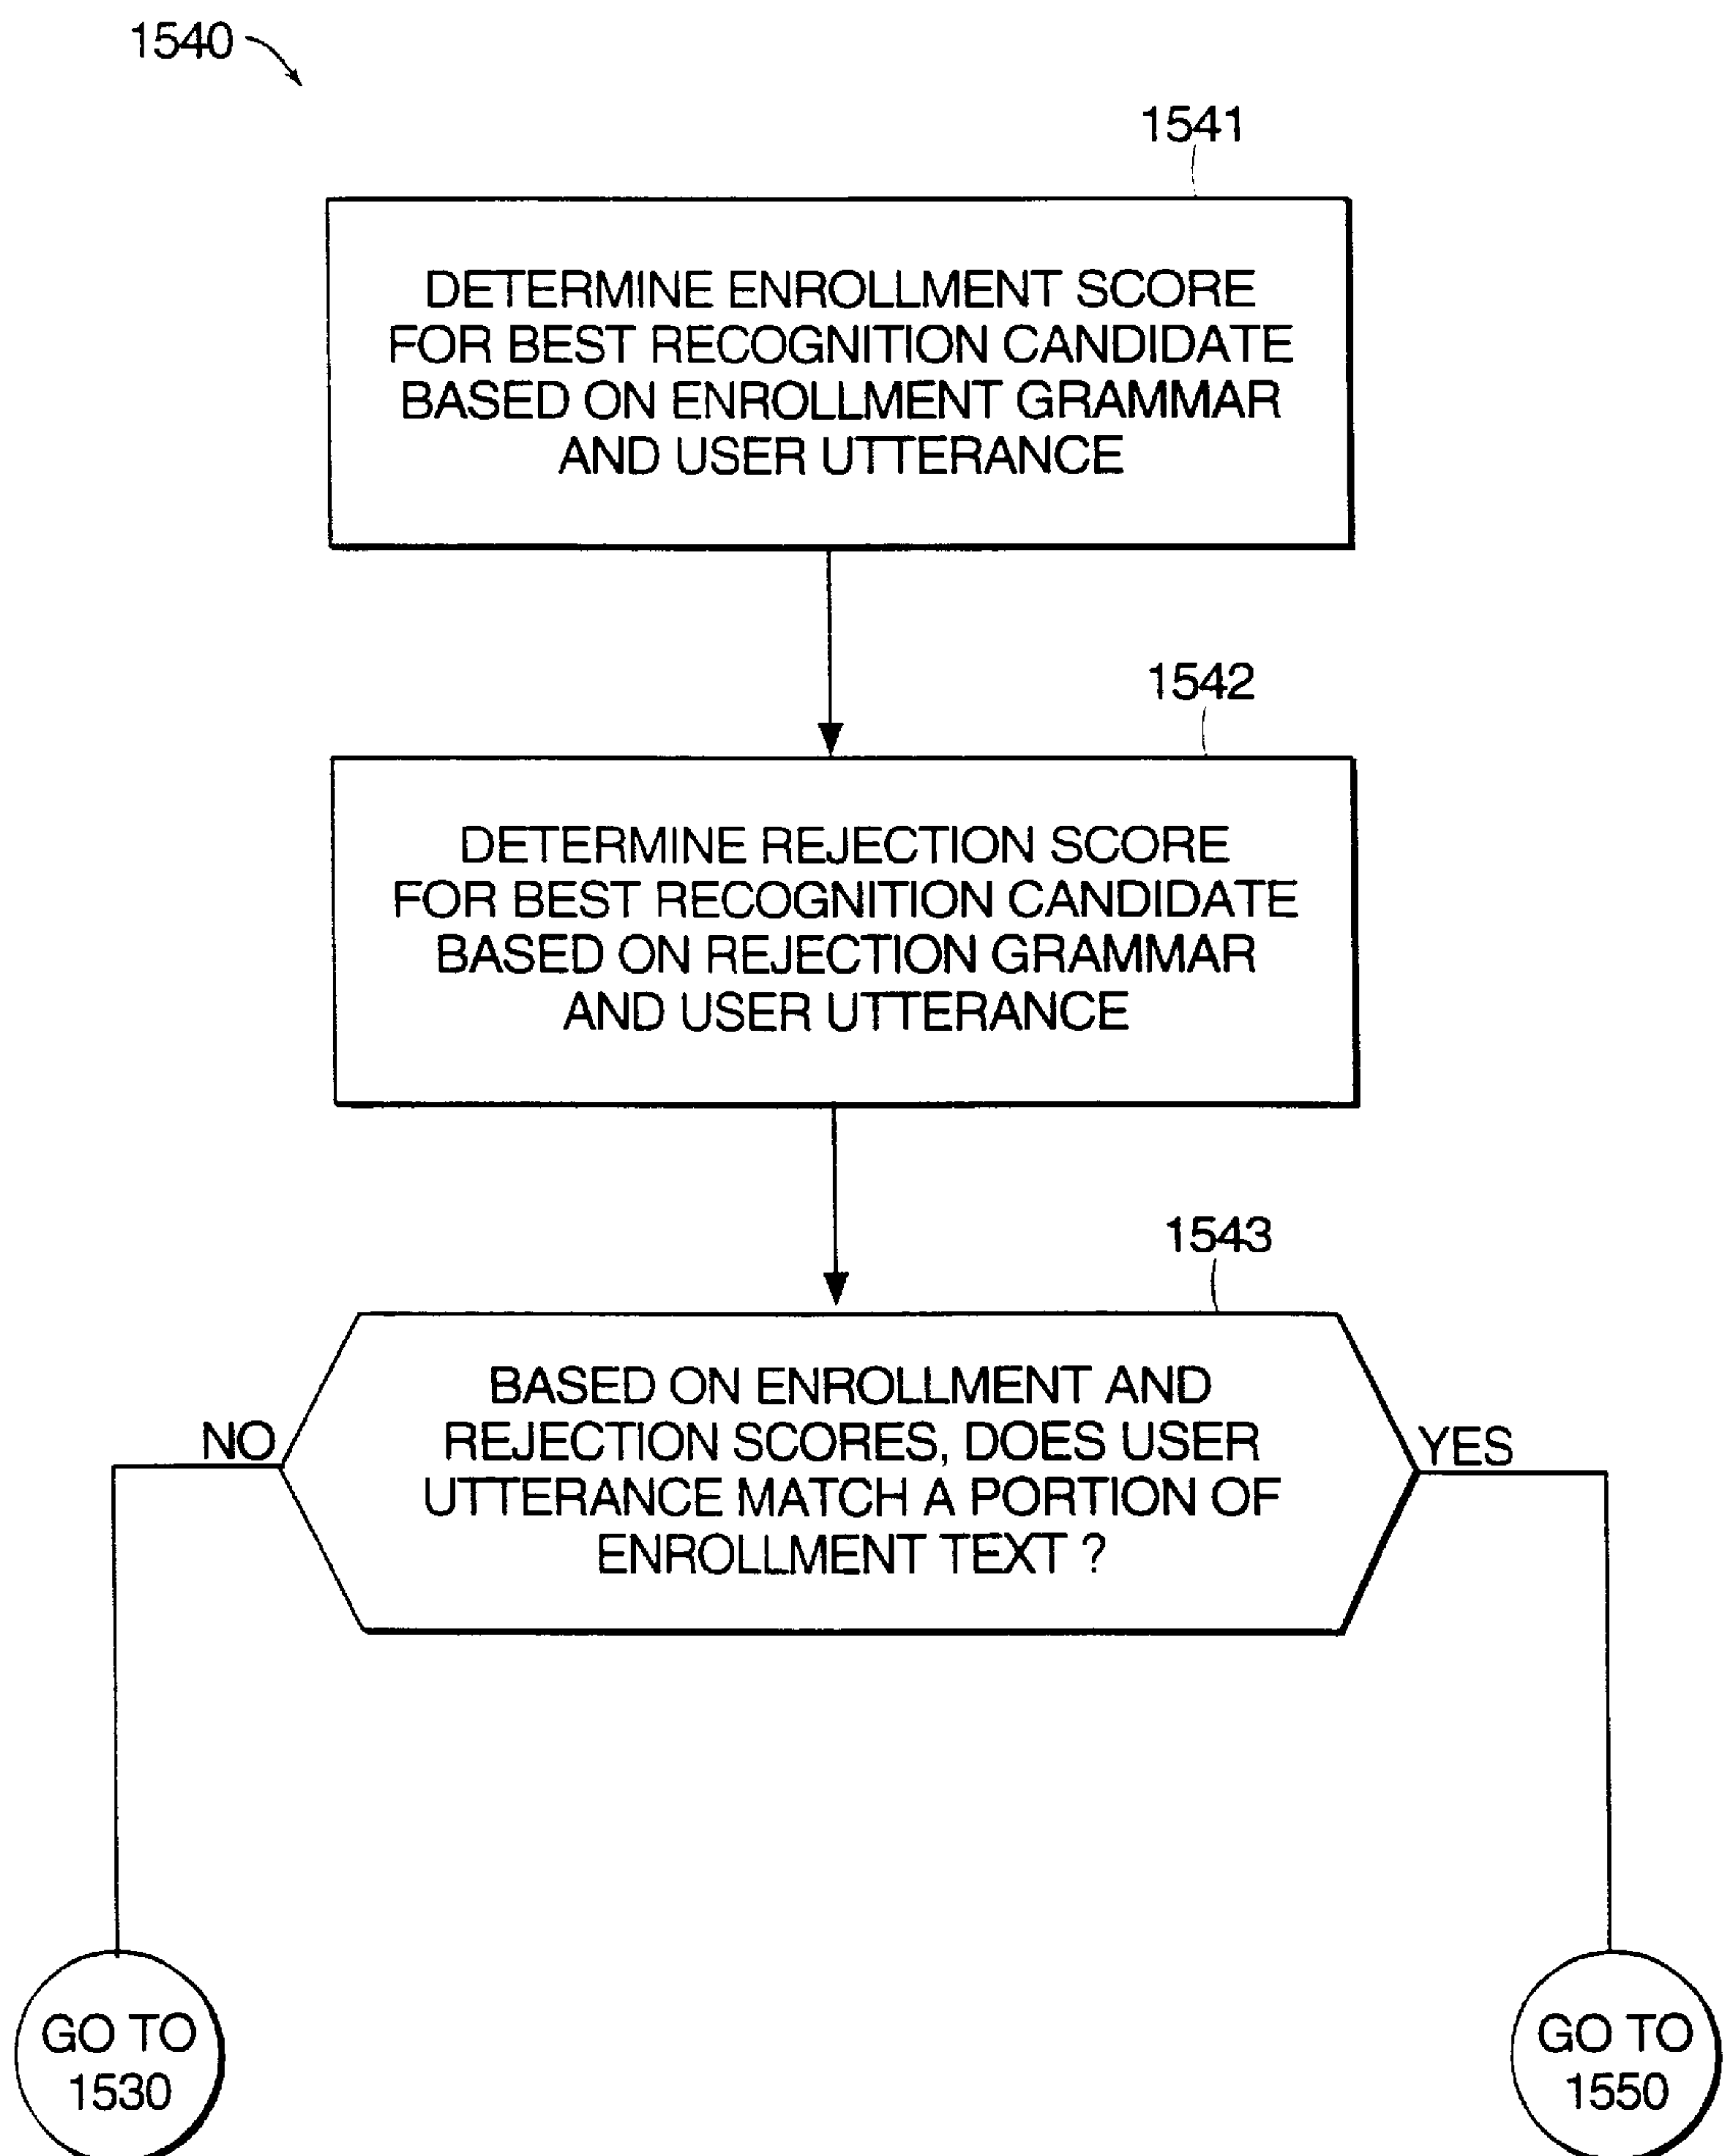 1540
1541
DETERMINE ENROLLMENT SCORE
FOR BEST RECOGNITION CANDIDATE
BASED ON ENROLLMENT GRAMMAR
AND USER UTTERANCE
1542
DETERMINE REJECTION SCORE
FOR BEST RECOGNITION CANDIDATE
BASED ON REJECTION GRAMMAR
AND USER UTTERANCE
1543
BASED ON ENROLLMENT AND
REJECTION SCORES, DOES USER
UTTERANCE MATCH A PORTION OF
ENROLLMENT TEXT ?
NO
YES
GO TO
1530
GO TO
1550